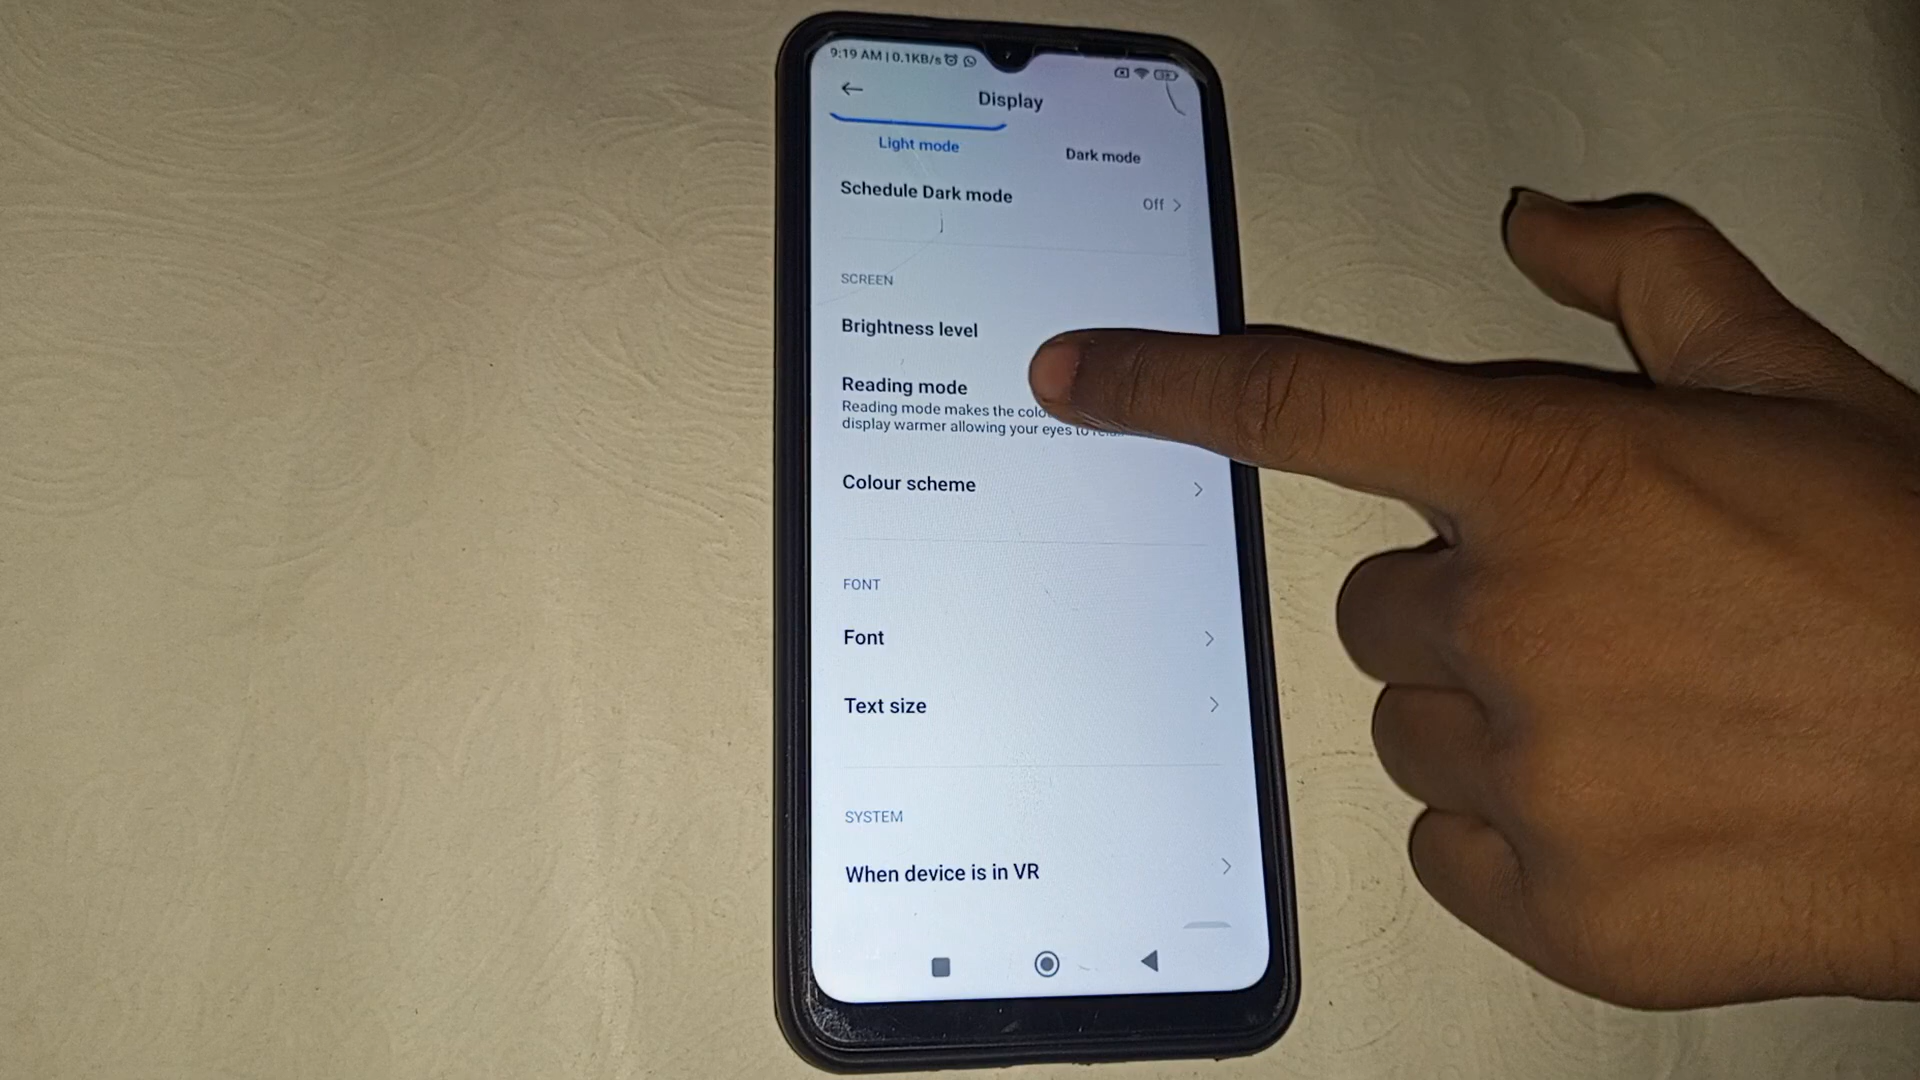 9:19 AM | 0.1KB/s
Display
Light mode
Dark mode
Schedule Dark mode
Off
SCREEN
Brightness level
Reading mode
Reading mode makes the
display warmer allowing your eyes to
Colour scheme
FONT
Font
Text size
SYSTEM
When device is in VR